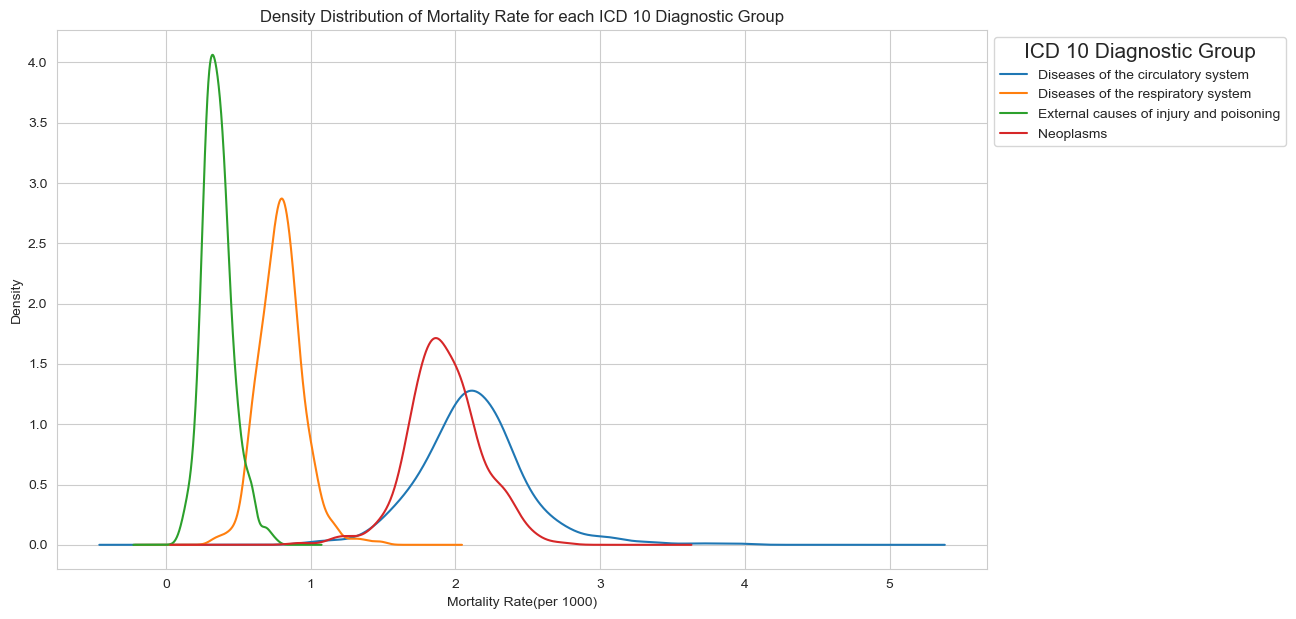 Density Distribution of Mortality Rate for each ICD 10 Diagnostic Group
ICD 10 Diagnostic Group
Diseases of the circulatory system
Diseases of the respiratory system
External causes of injury and poisoning
Neoplasms
Density
4.0
3.5
3.0
2.5
2.0
1.5
1.0
0.5
0.0
0 1 2 3 4 5
Mortality Rate(per 1000)